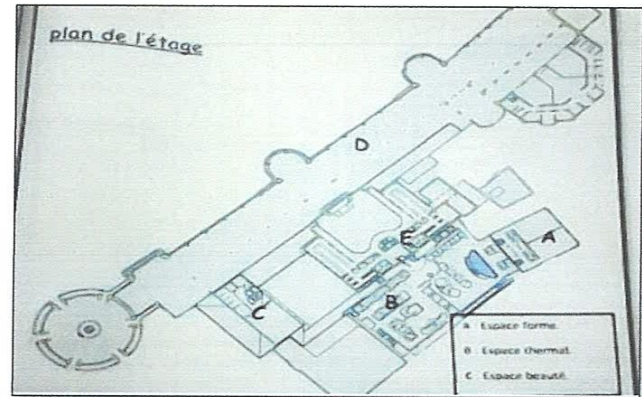 plan de l'étage
D
E
A
B
C
A : Espace forme.
B : Espace thermal.
C : Espace beauté.